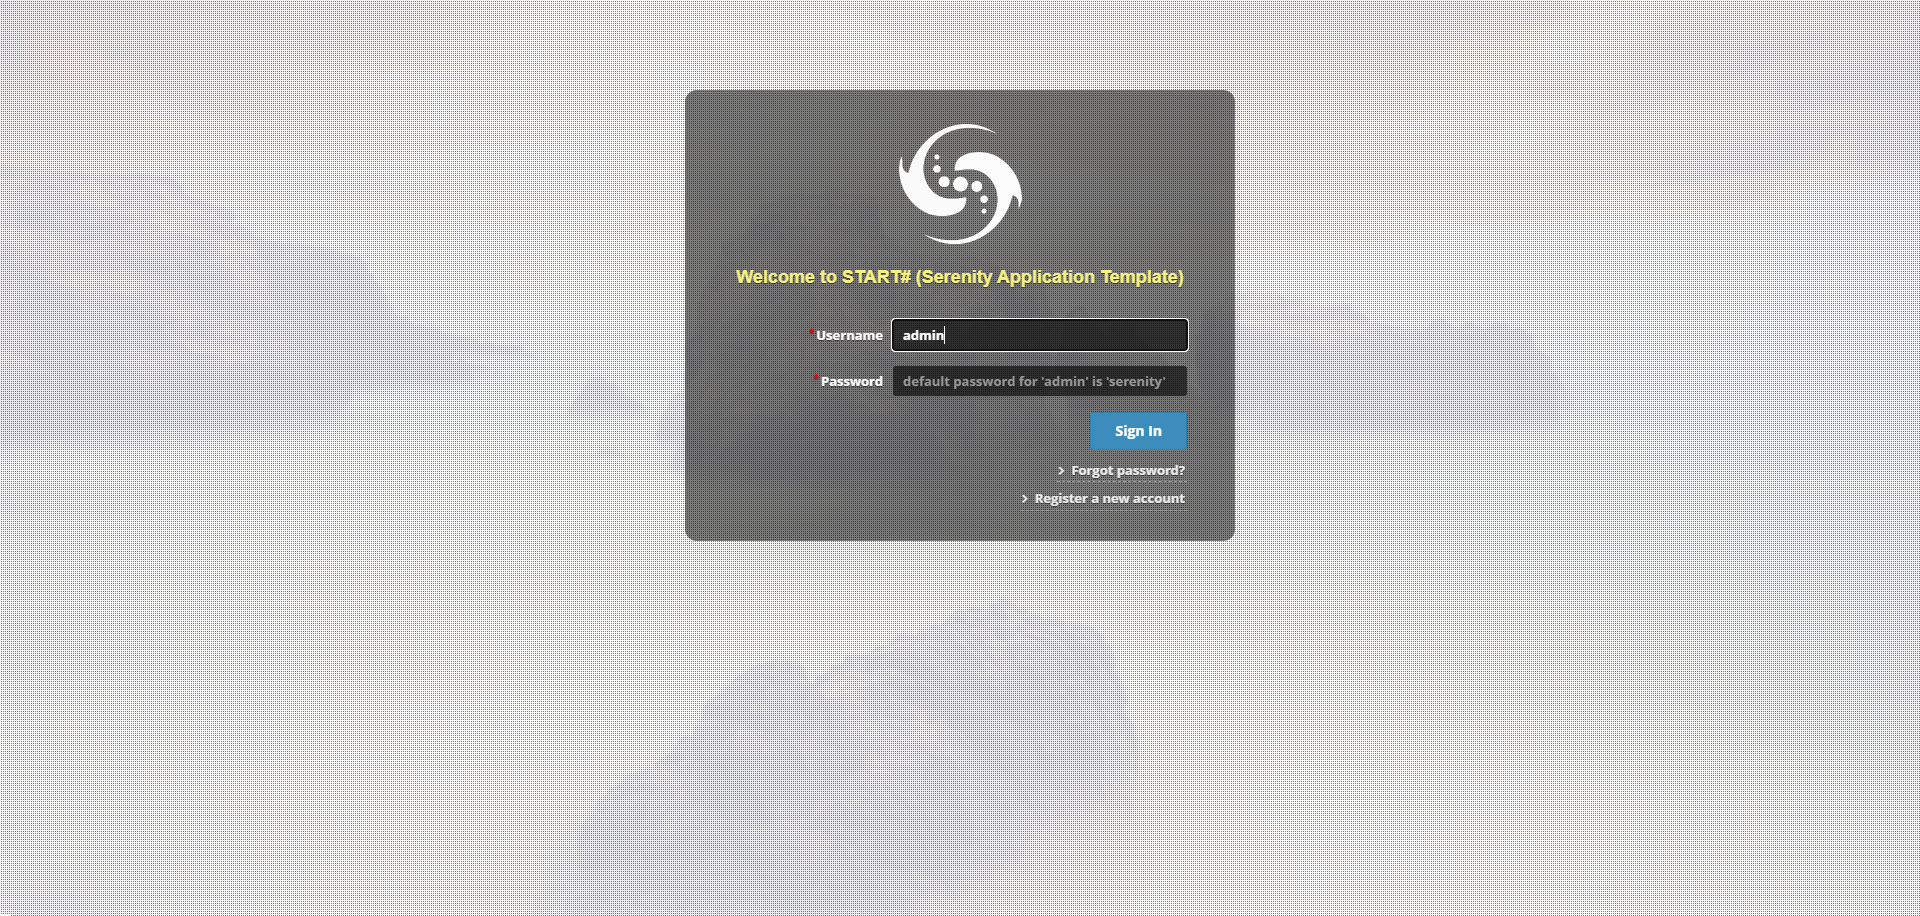 Welcome to START# (Serenity Application Template)
*Username admin
*Password default password for 'admin' is 'serenity'
Sign In
Forgot password?
Register a new account